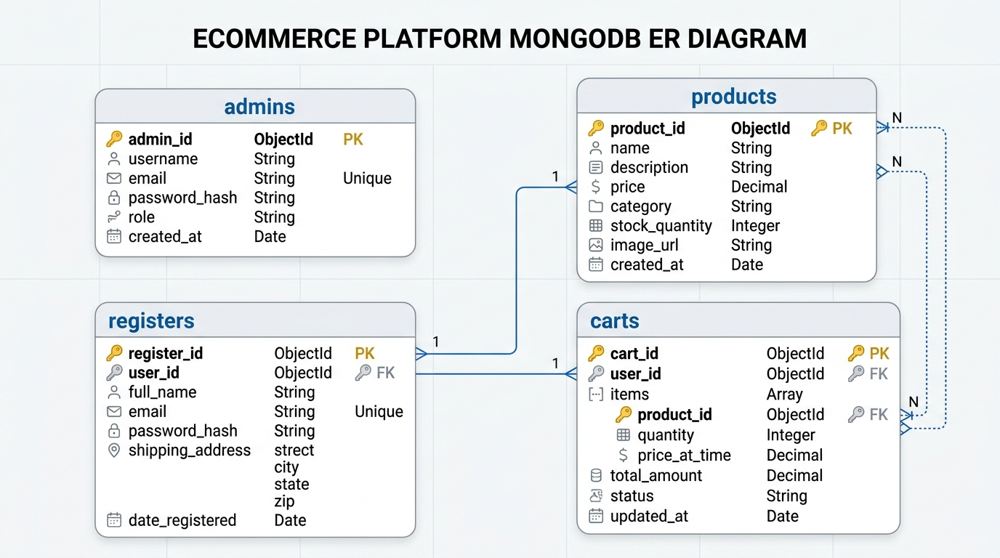 ECOMMERCE PLATFORM MONGODB ER DIAGRAM
admins
admin_id ObjectId PK
username String
email String Unique
password_hash String
role String
created_at Date
products
product_id ObjectId PK
name String
description String
price Decimal
category String
stock_quantity Integer
image_url String
created_at Date
N
N
1
registers
register_id ObjectId PK
user_id ObjectId FK
full_name String
email String Unique
password_hash String
shipping_address strect
city
state
zip
date_registered Date
1
1
carts
cart_id ObjectId PK
user_id ObjectId FK
items Array
product_id ObjectId FK
quantity Integer
price_at_time Decimal
total_amount Decimal
status String
updated_at Date
N